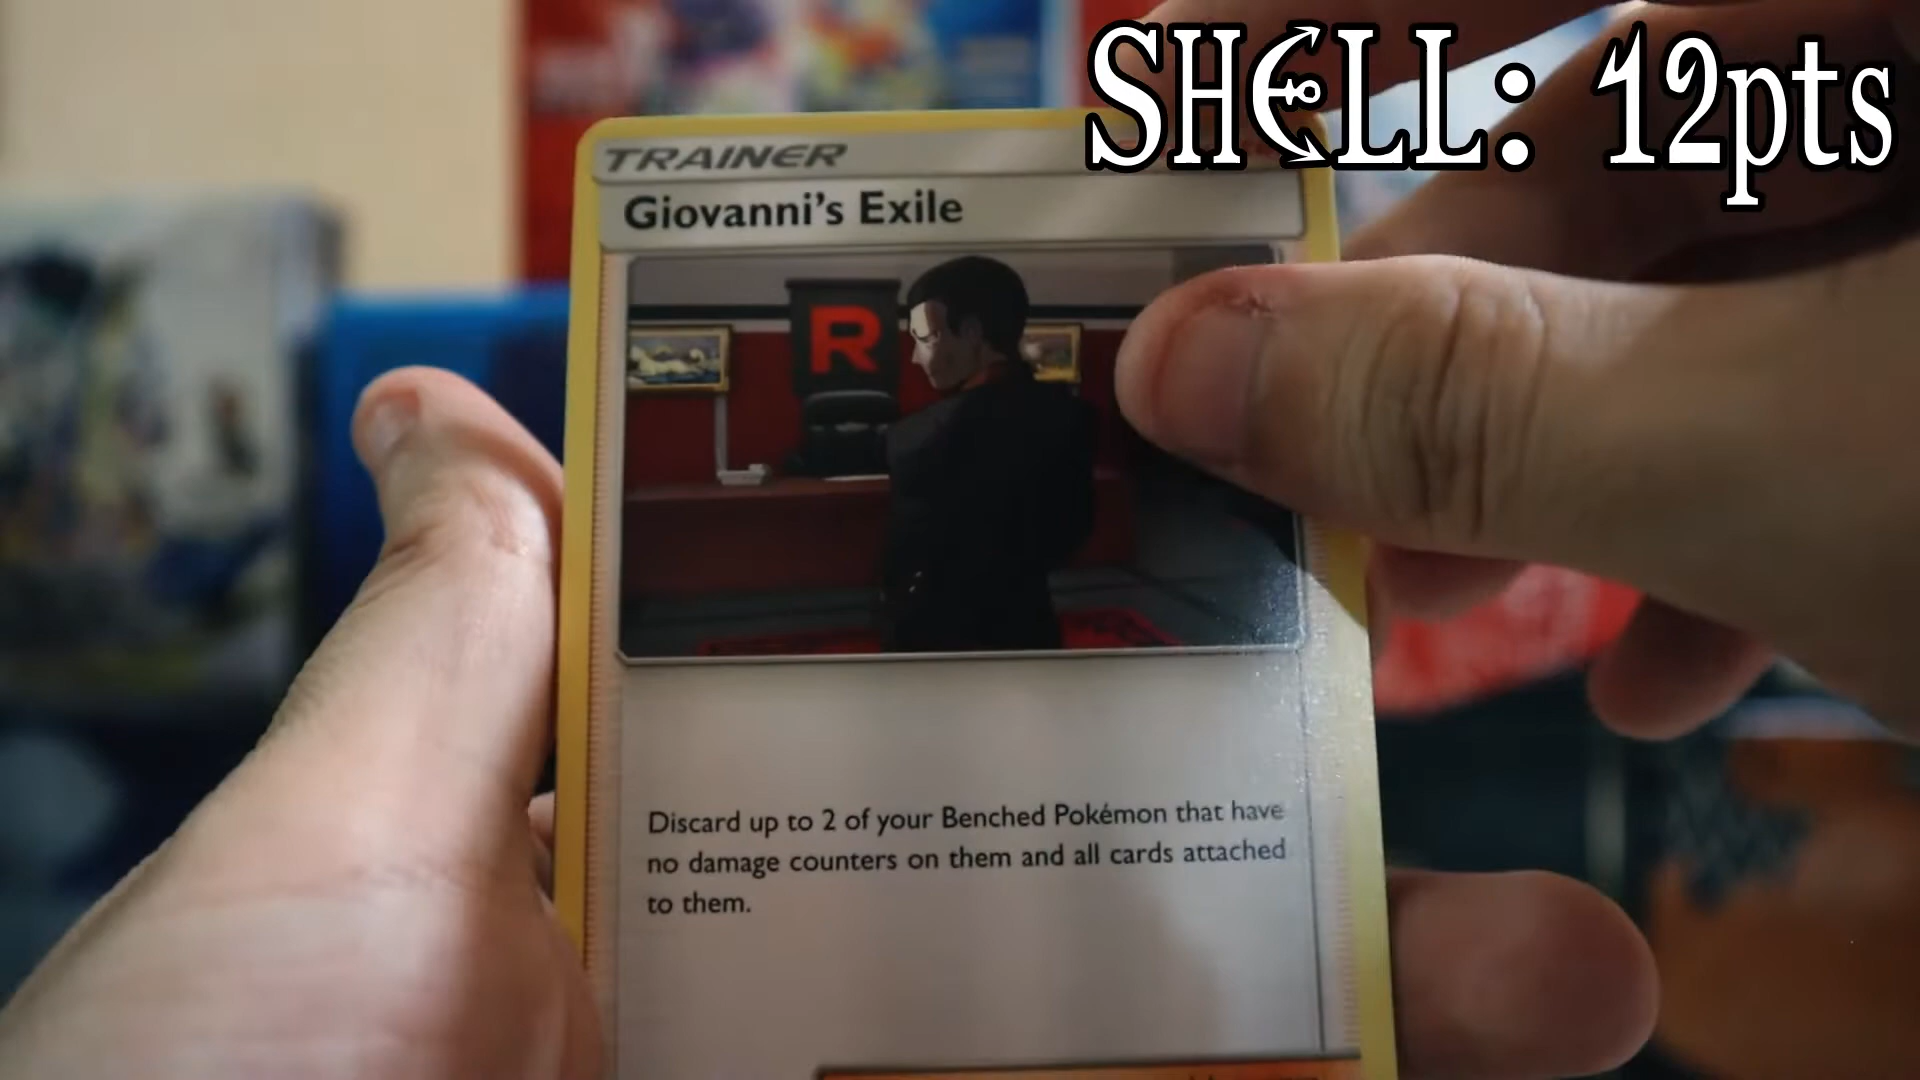 SHELL: 12pts
TRAINER
Giovanni's Exile
R
Discard up to 2 of your Benched Pokémon that have
no damage counters on them and all cards attached
to them.